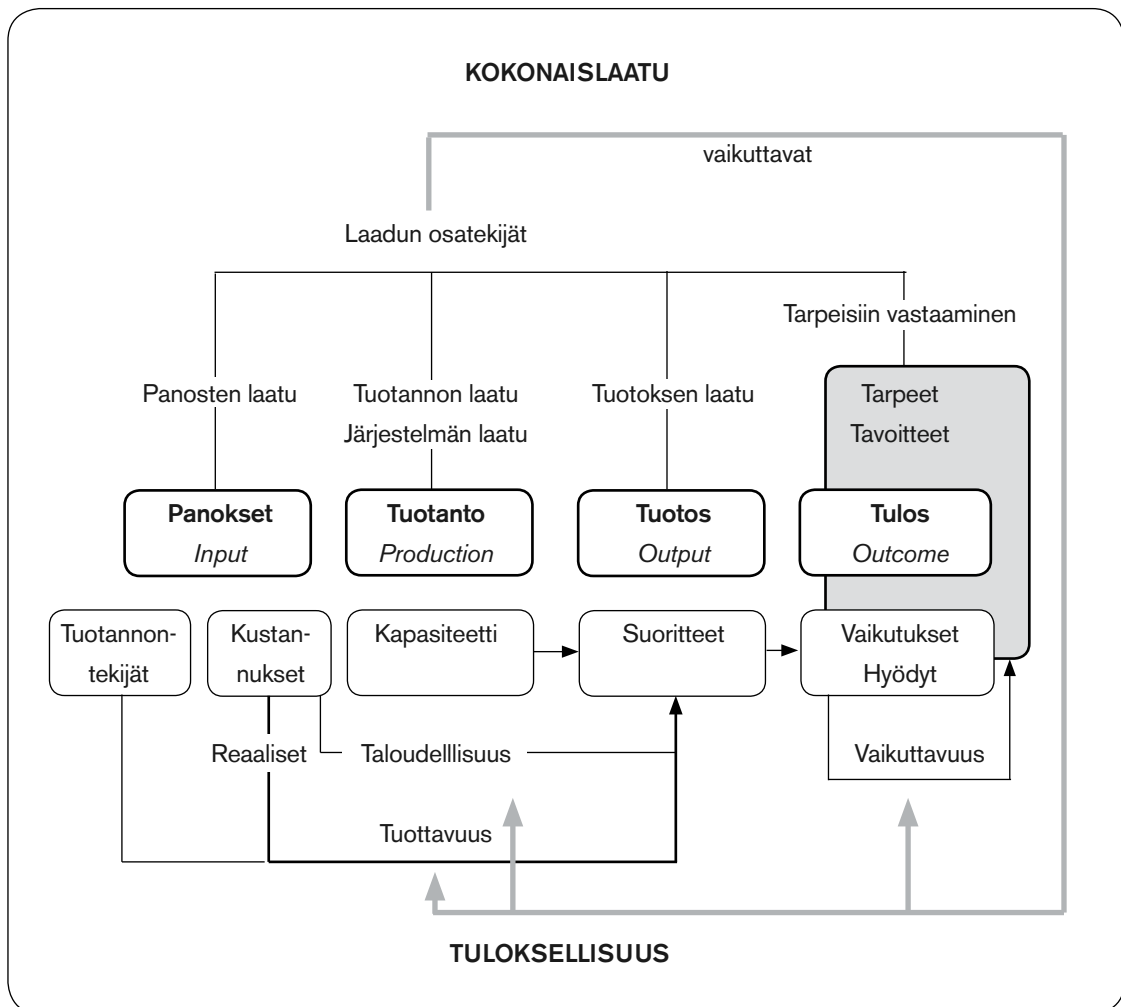 KOKONAISLAATU
vaikuttavat
Laadun osatekijät
Tarpeisiin vastaaminen
Panosten laatu
Tuotannon laatu
Järjestelmän laatu
Tuotoksen laatu
Tarpeet
Tavoitteet
Panokset
Input
Tuotanto
Production
Tuotos
Output
Tulos
Outcome
Tuotannon-
tekijät
Kustan-
nukset
Kapasiteetti
Suoritteet
Vaikutukset
Hyödyt
Reaaliset
Taloudelllisuus
Vaikuttavuus
Tuottavuus
TULOKSELLISUUS